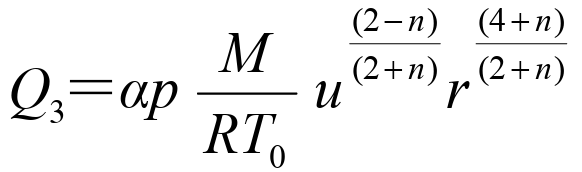 Q₃=αp M/(RT₀) u^((2−n)/(2+n)) r^((4+n)/(2+n))